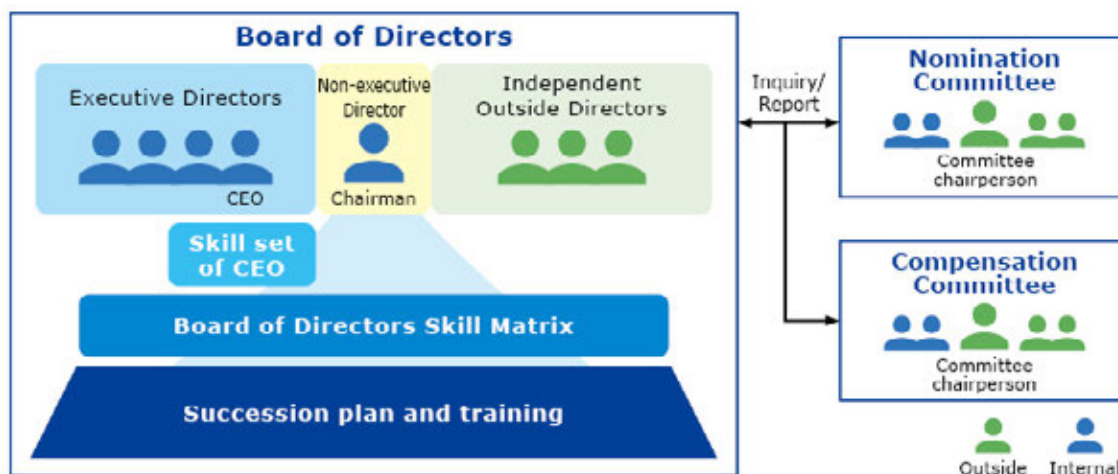 Board of Directors
Executive Directors
CEO
Non-executive
Director
Chairman
Independent
Outside Directors
Skill set
of CEO
Board of Directors Skill Matrix
Succession plan and training
Inquiry/
Report
Nomination
Committee
Committee
chairperson
Compensation
Committee
Committee
chairperson
Outside
Internal